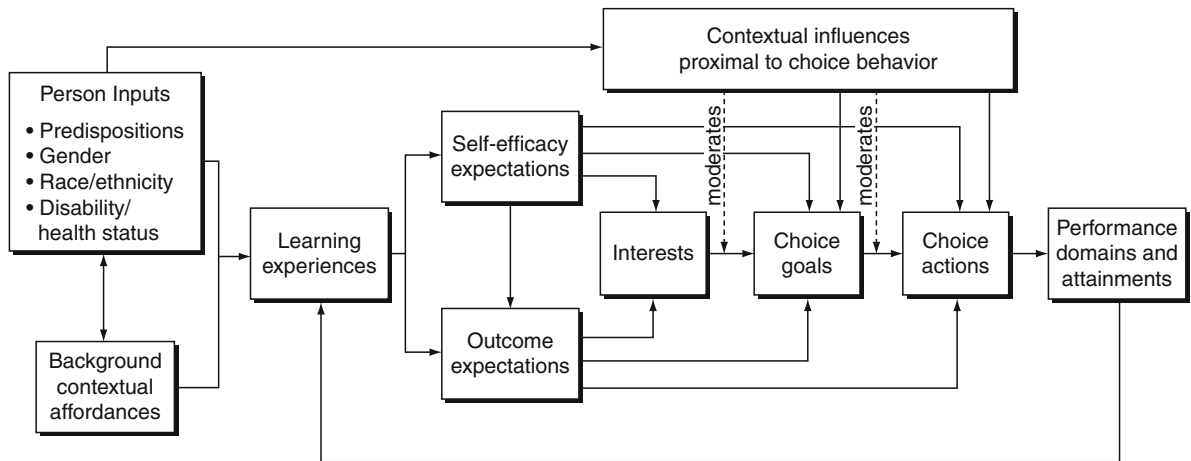 Contextual influences
proximal to choice behavior
Person Inputs
• Predispositions
• Gender
• Race/ethnicity
• Disability/
health status
Self-efficacy
expectations
moderates
moderates
Learning
experiences
Interests
Choice
goals
Choice
actions
Performance
domains and
attainments
Outcome
expectations
Background
contextual
affordances